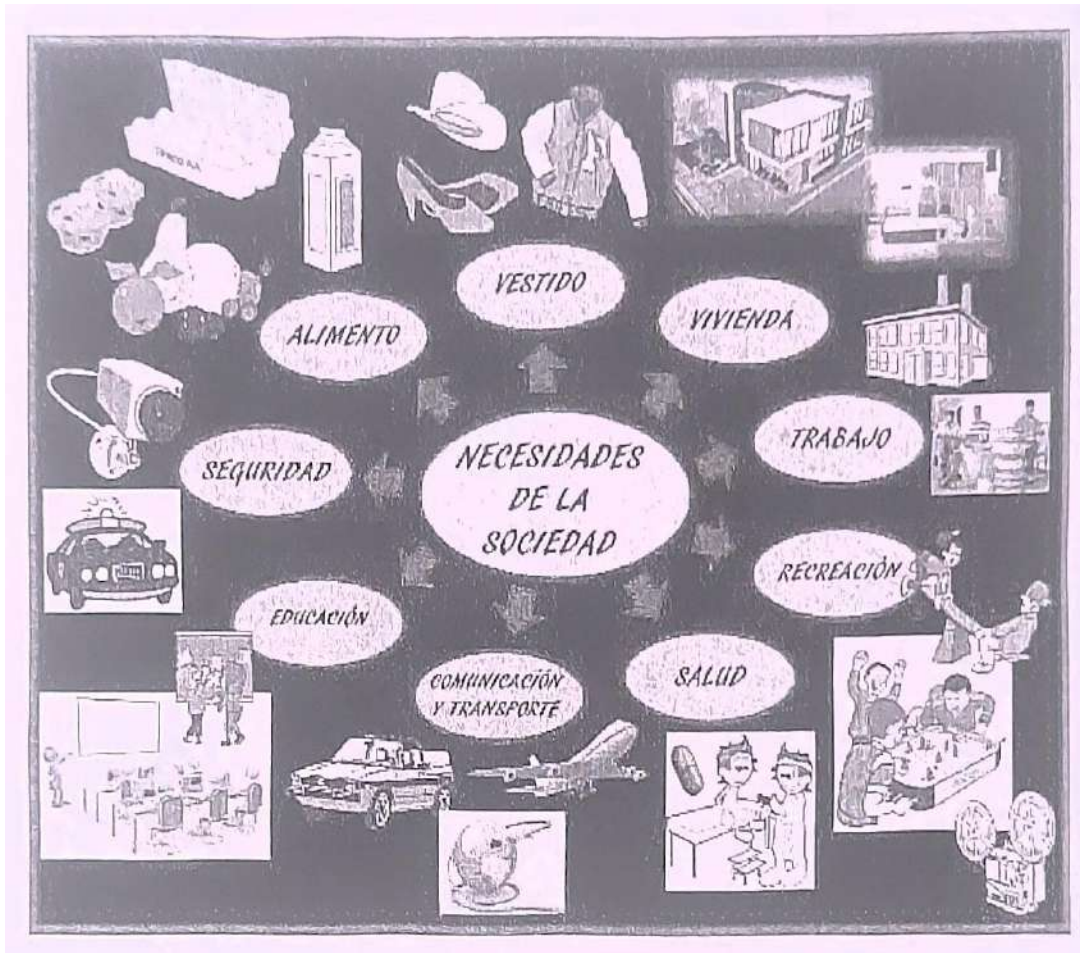 VESTIDO
ALIMENTO
VIVIENDA
NECESIDADES
DE LA
SOCIEDAD
TRABAJO
SEGURIDAD
RECREACIÓN
EDUCACIÓN
SALUD
COMUNICACIÓN
Y TRANSPORTE